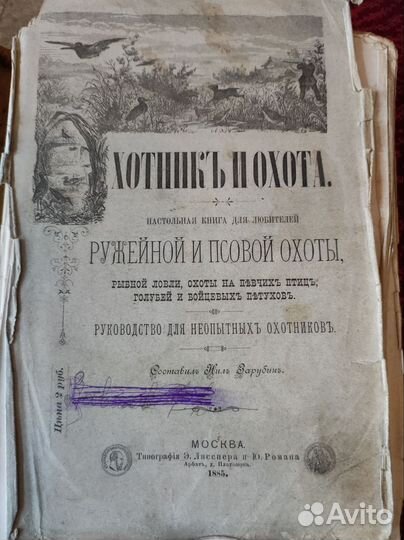 ОХОТНИКЪ И ОХОТА.
НАСТОЛЬНАЯ КНИГА ДЛЯ ЛЮБИТЕЛЕЙ
РУЖЕЙНОЙ И ПСОВОЙ ОХОТЫ,
РЫБНОЙ ЛОВЛИ, ОХОТЫ НА ПѢВЧИХЪ ПТИЦЪ,
ГОЛУБЕЙ И БОЙЦЕВЫХЪ ПѢТУХОВЪ.
РУКОВОДСТВО ДЛЯ НЕОПЫТНЫХЪ ОХОТНИКОВЪ.
Составилъ Нилъ Зарубинъ.
Цѣна 2 руб.
МОСКВА.
Типографія Э. Лисснера и Ю. Романа
Арбатъ, д. Платонова.
1885.
Avito